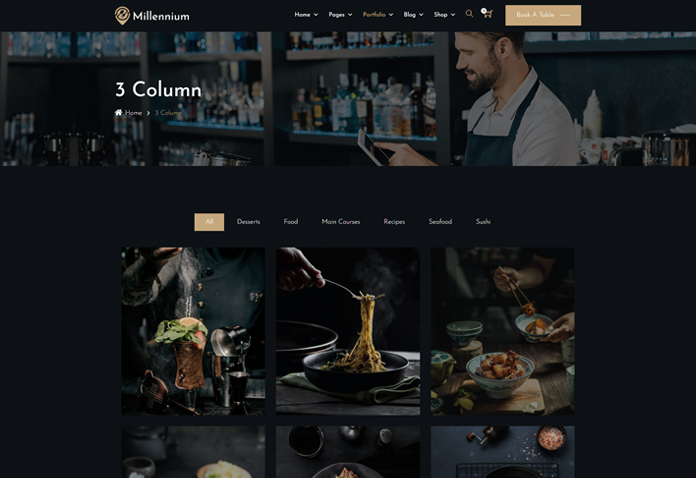 Millennium
Home Pages Portfolio Blog Shop
Book A Table
3 Column
Home 3 Column
All Desserts Food Main Courses Recipes Seafood Sushi